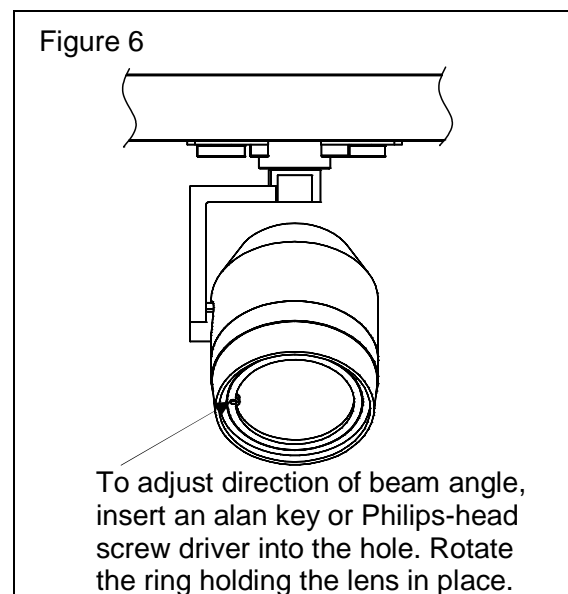 Figure 6
To adjust direction of beam angle,
insert an alan key or Philips-head
screw driver into the hole. Rotate
the ring holding the lens in place.